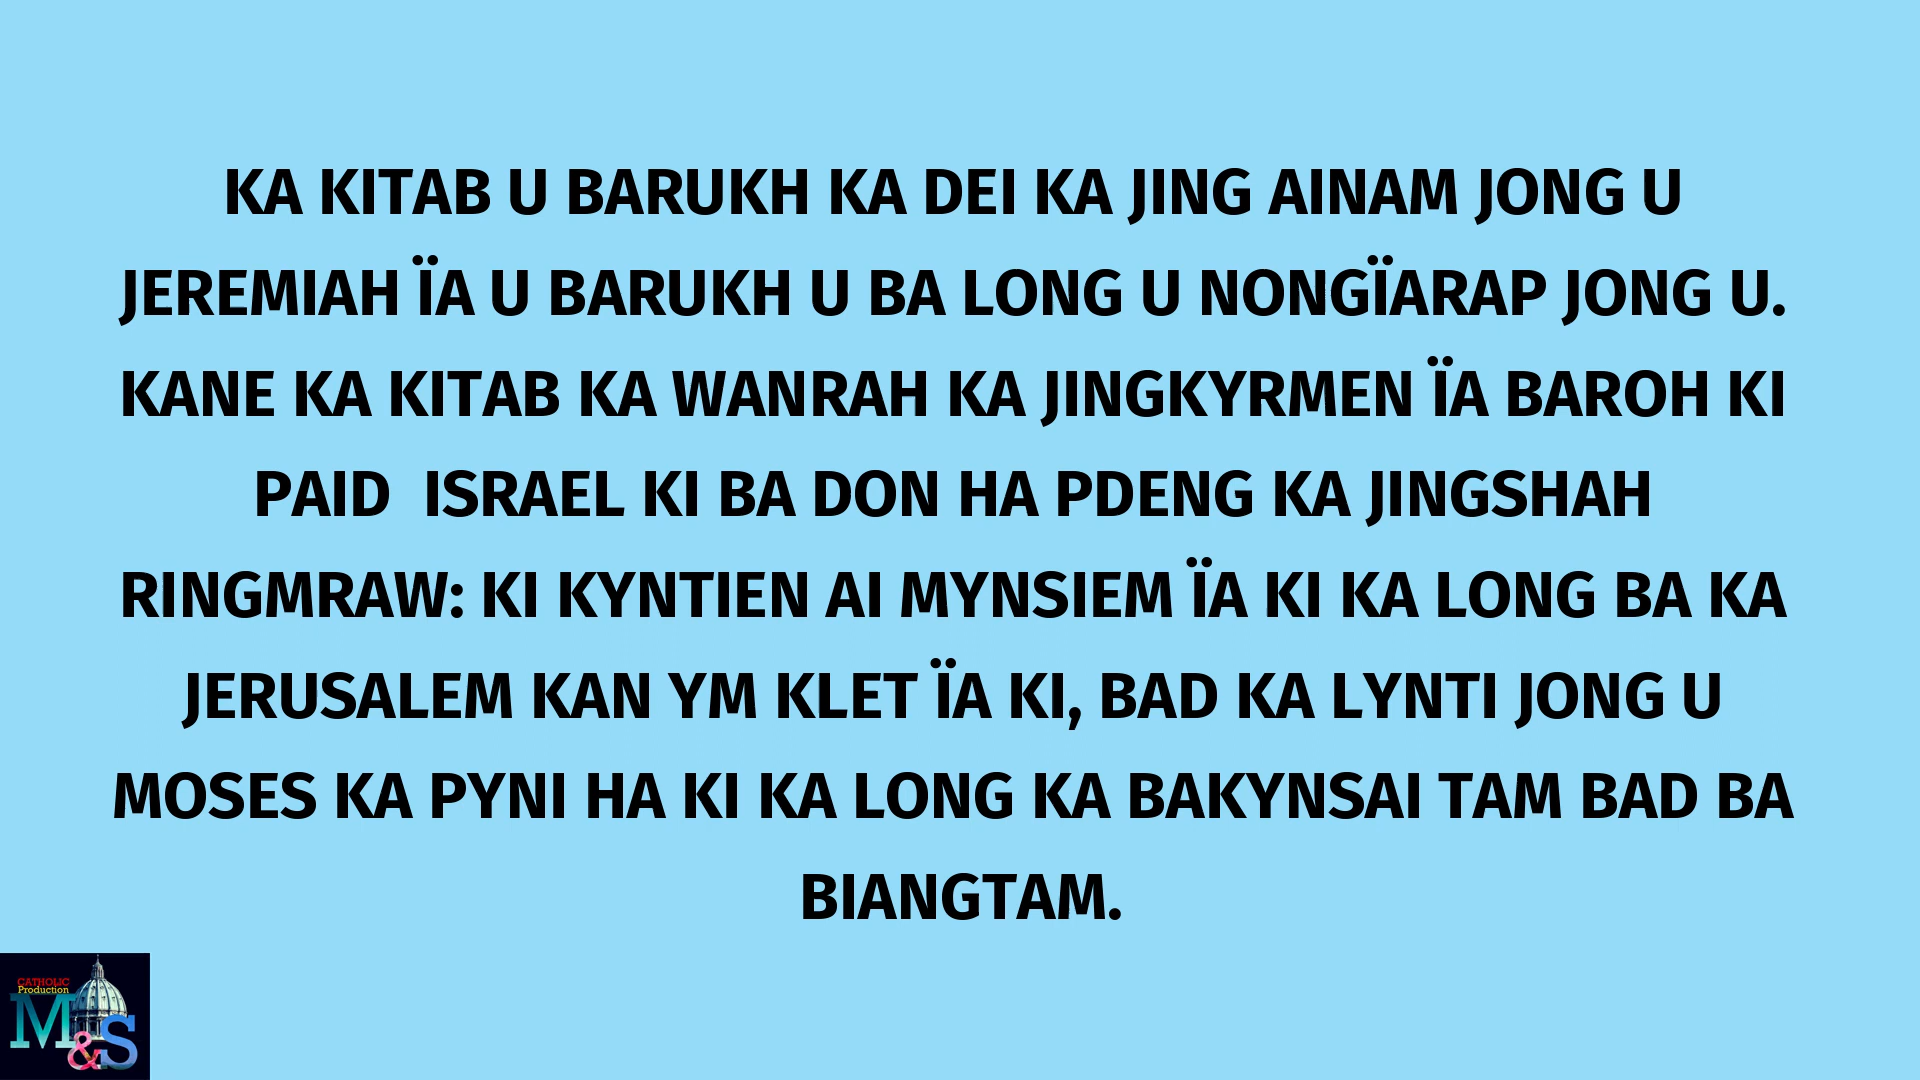 KA KITAB U BARUKH KA DEI KA JING AINAM JONG U
JEREMIAH ÏA U BARUKH U BA LONG U NONGÏARAP JONG U.
KANE KA KITAB KA WANRAH KA JINGKYRMEN ÏA BAROH KI
PAID  ISRAEL KI BA DON HA PDENG KA JINGSHAH
RINGMRAW: KI KYNTIEN AI MYNSIEM ÏA KI KA LONG BA KA
JERUSALEM KAN YM KLET ÏA KI, BAD KA LYNTI JONG U
MOSES KA PYNI HA KI KA LONG KA BAKYNSAI TAM BAD BA
BIANGTAM.
CATHOLIC
Production
M&S